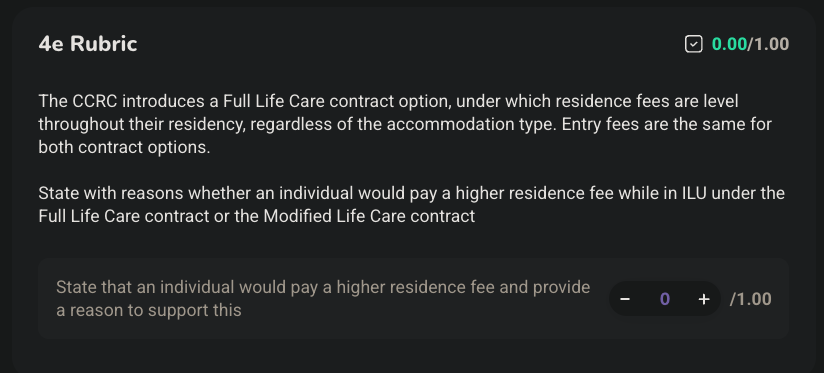 4e Rubric
0.00/1.00
The CCRC introduces a Full Life Care contract option, under which residence fees are level
throughout their residency, regardless of the accommodation type. Entry fees are the same for
both contract options.
State with reasons whether an individual would pay a higher residence fee while in ILU under the
Full Life Care contract or the Modified Life Care contract
State that an individual would pay a higher residence fee and provide
a reason to support this
− 0 + /1.00